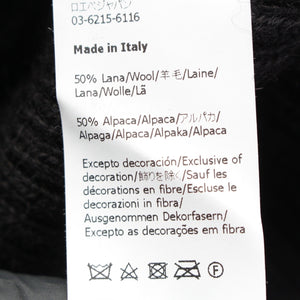 ロエベジャパン
03-6215-6116
Made in Italy
50% Lana/Wool/羊毛/Laine/
Lana/Wolle/Lã
50% Alpaca/Alpaca/アルパカ/
Alpaga/Alpaca/Alpaka/Alpaca
Excepto decoración/Exclusive of
decoration/飾りを除く/Sauf les
décorations en fibre/Escluse le
decorazioni in fibra/
Ausgenommen Dekorfasern/
Excepto as decorações em fibra